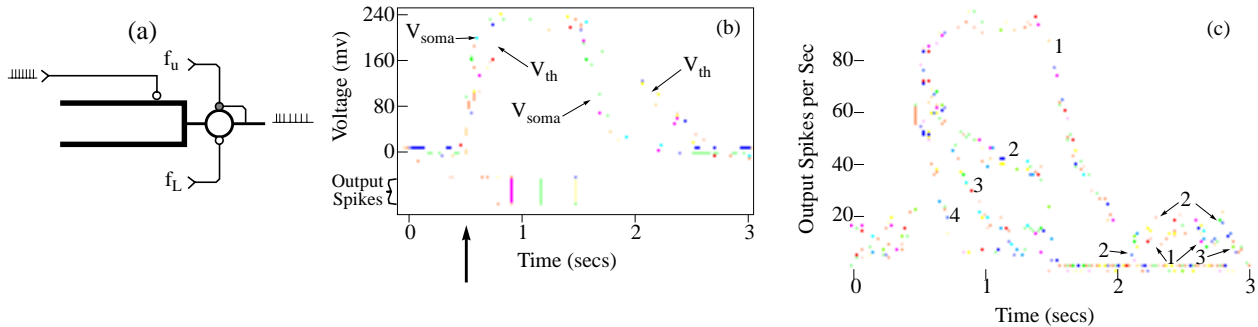 (a)
f_u
f_L
(b)
240
160
80
0
Voltage (mv)
V_soma
V_th
V_th
V_soma
Output
Spikes
0
1
2
3
Time (secs)
(c)
80
60
40
20
Output Spikes per Sec
1
2
3
4
2
2
1
3
0
1
2
3
Time (secs)